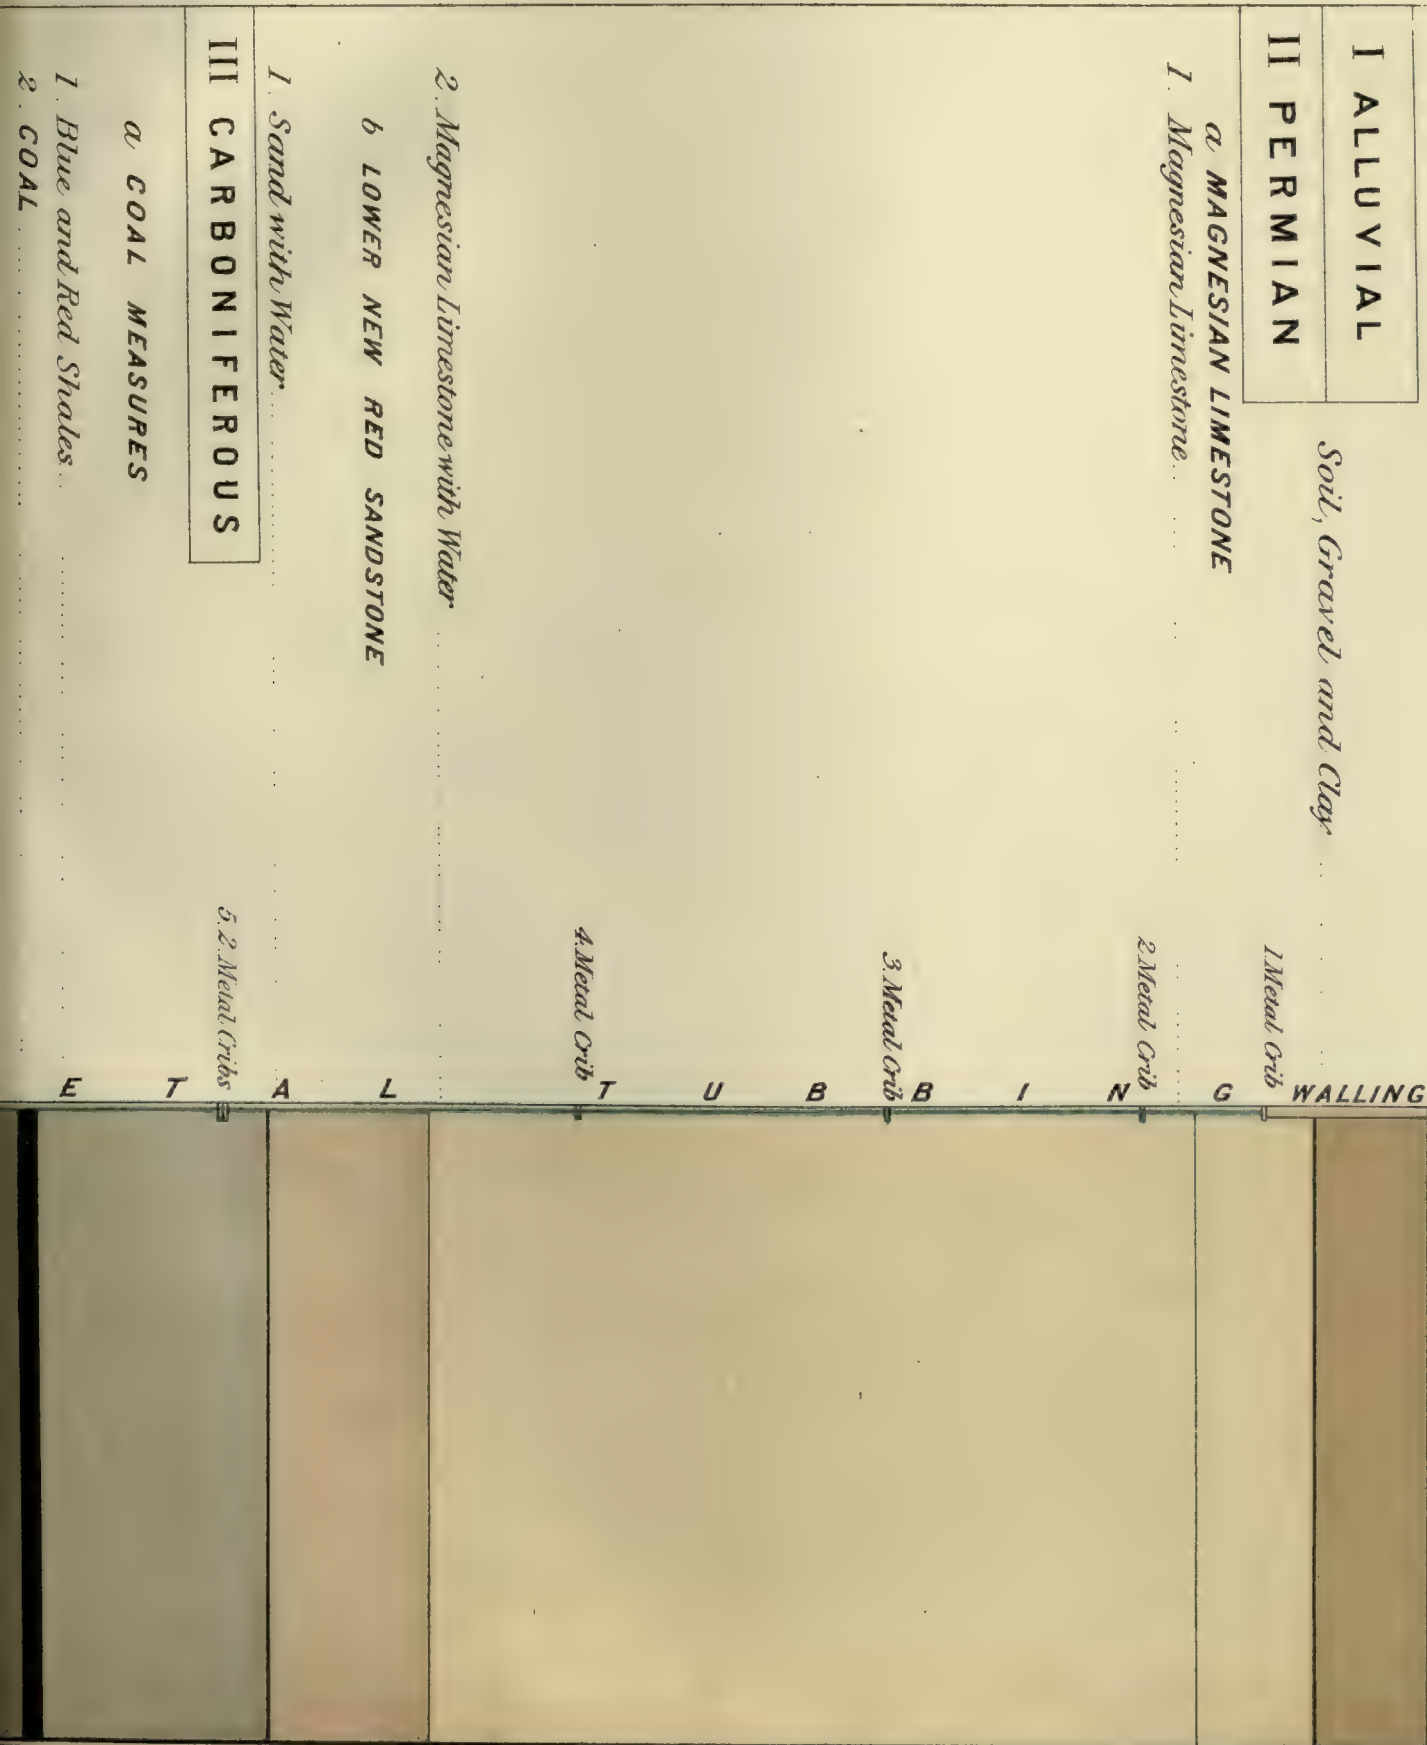 I ALLUVIAL
Soil, Gravel and Clay
II PERMIAN
a MAGNESIAN LIMESTONE
1. Magnesian Limestone
2. Magnesian Limestone with Water
b LOWER NEW RED SANDSTONE
1. Sand with Water
III CARBONIFEROUS
a COAL MEASURES
1. Blue and Red Shales
2. COAL
1. Metal Crib
2. Metal Crib
3. Metal Crib
4. Metal Crib
5. 2. Metal Cribs
ETAL TUBBING WALLING